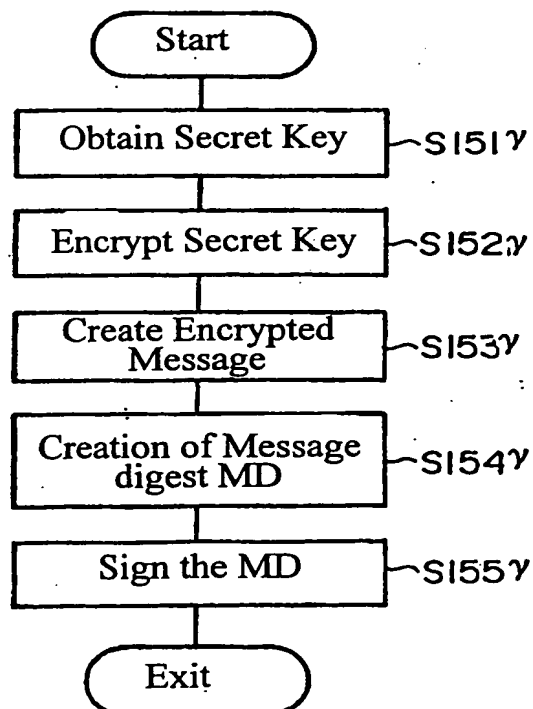 Start
Obtain Secret Key
S151γ
Encrypt Secret Key
S152γ
Create Encrypted
Message
S153γ
Creation of Message
digest MD
S154γ
Sign the MD
S155γ
Exit